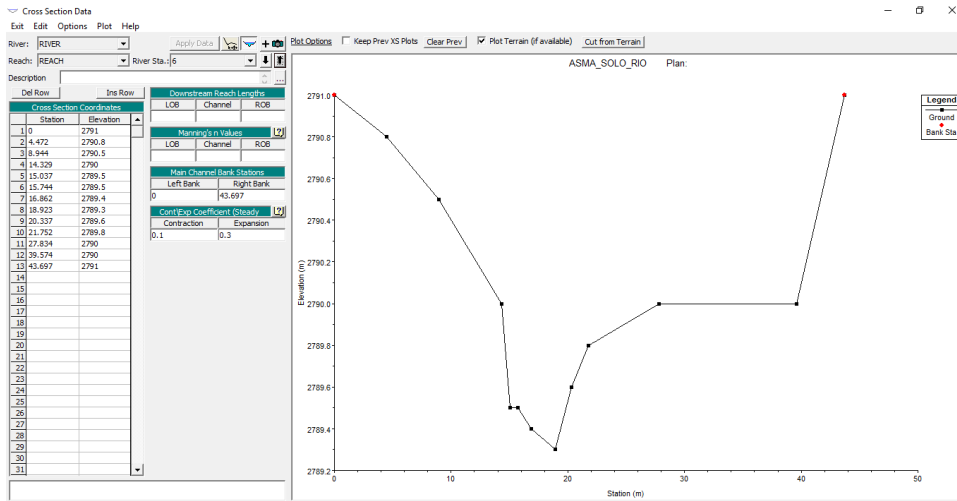 Cross Section Data
Exit Edit Options Plot Help
River: RIVER Apply Data Plot Options Keep Prev XS Plots Clear Prev Plot Terrain (if available) Cut from Terrain
Reach: REACH River Sta.: 6
Description ...
Del Row Ins Row
Cross Section Coordinates
Station Elevation
1 0 2791
2 4.472 2790.8
3 8.944 2790.5
4 14.329 2790
5 15.037 2789.5
6 15.744 2789.5
7 16.862 2789.4
8 18.923 2789.3
9 20.337 2789.6
10 21.752 2789.8
11 27.834 2790
12 39.574 2790
13 43.697 2791
14
15
16
17
18
19
20
21
22
23
24
25
26
27
28
29
30
31
Downstream Reach Lengths
LOB Channel ROB
Manning's n Values ?
LOB Channel ROB
Main Channel Bank Stations
Left Bank Right Bank
0 43.697
Cont\Exp Coefficient (Steady ?
Contraction Expansion
0.1 0.3
ASMA_SOLO_RIO Plan:
2791.0
2790.8
2790.6
2790.4
2790.2
2790.0
2789.8
2789.6
2789.4
2789.2
Elevation (m)
0 10 20 30 40 50
Station (m)
Legend
Ground
Bank Sta